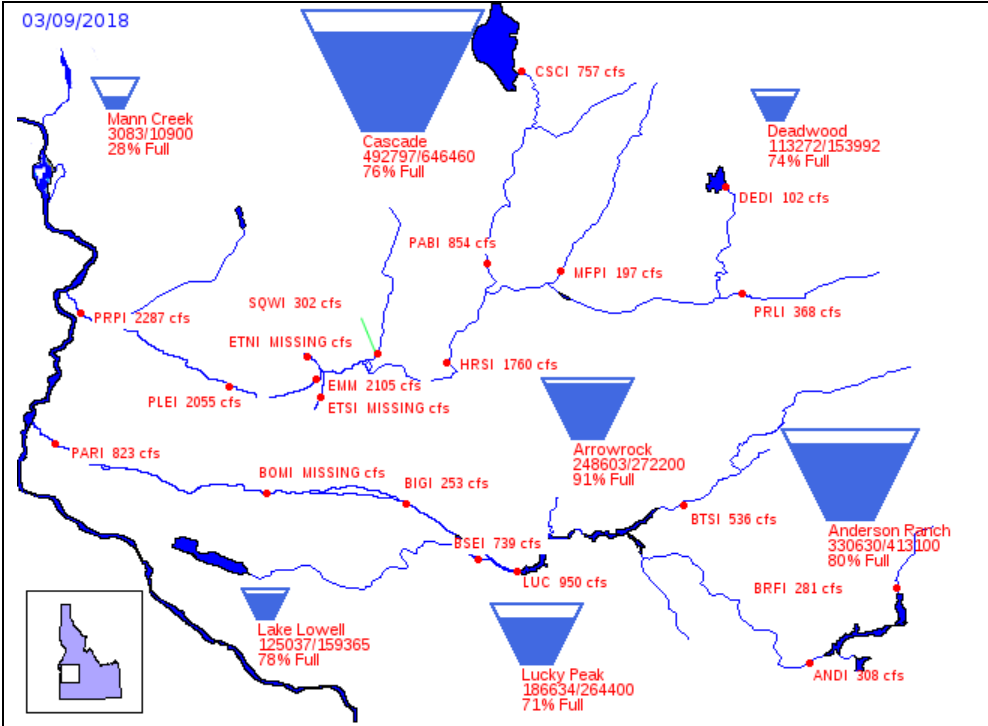 03/09/2018
CSCI 757 cfs
Mann Creek
3083/10900
28% Full
Cascade
492797/646460
76% Full
Deadwood
113272/153992
74% Full
DEDI 102 cfs
PABI 854 cfs
MFPI 197 cfs
SQWI 302 cfs
PRPI 2287 cfs
PRLI 368 cfs
ETNI MISSING cfs
HRSI 1760 cfs
EMM 2105 cfs
PLEI 2055 cfs
ETSI MISSING cfs
PARI 823 cfs
Arrowrock
248603/272200
91% Full
BOMI MISSING cfs
BIGI 253 cfs
BTSI 536 cfs
Anderson Ranch
330630/413100
80% Full
BSEI 739 cfs
LUC 950 cfs
BRFI 281 cfs
Lake Lowell
125037/159365
78% Full
Lucky Peak
186634/264400
71% Full
ANDI 308 cfs